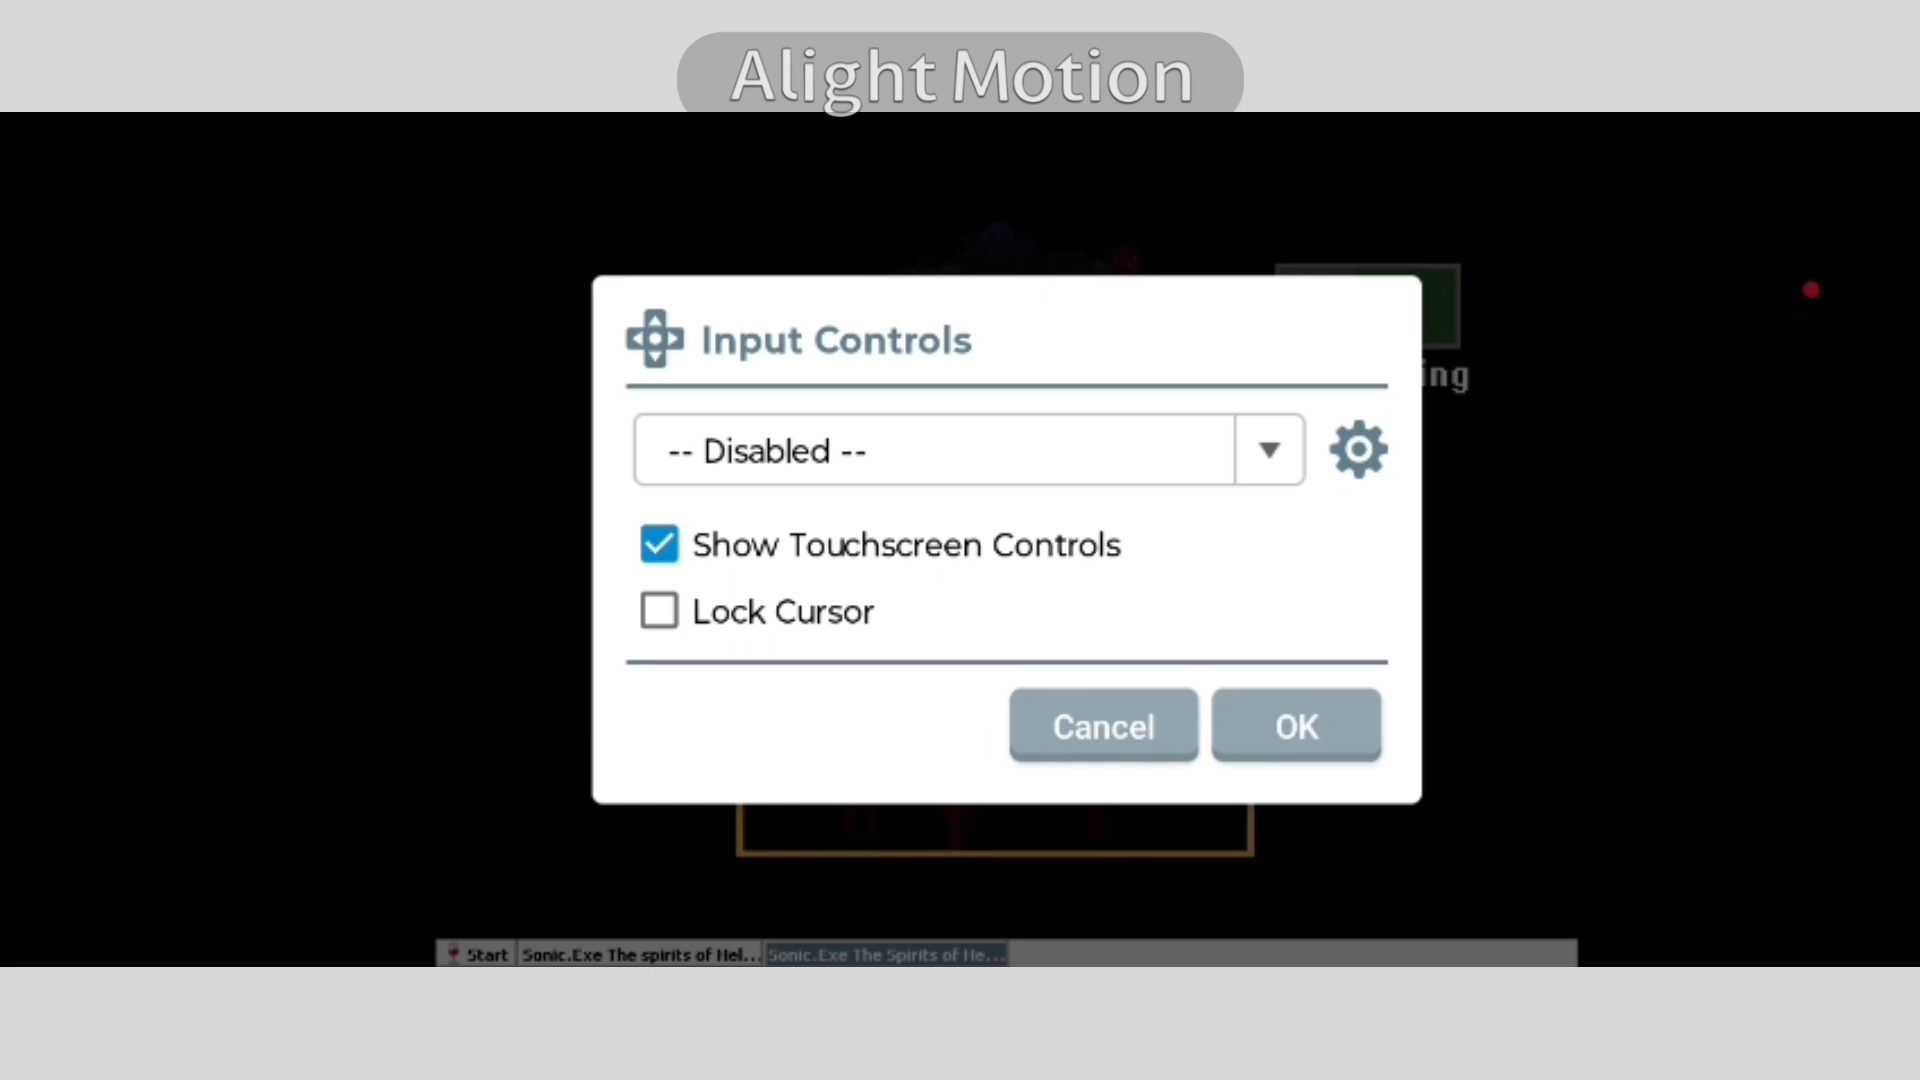 Alight Motion
Input Controls
ing
-- Disabled --
Show Touchscreen Controls
Lock Cursor
Cancel
OK
Start
Sonic.Exe The spirits of Hel...
Sonic.Exe The Spirits of He...